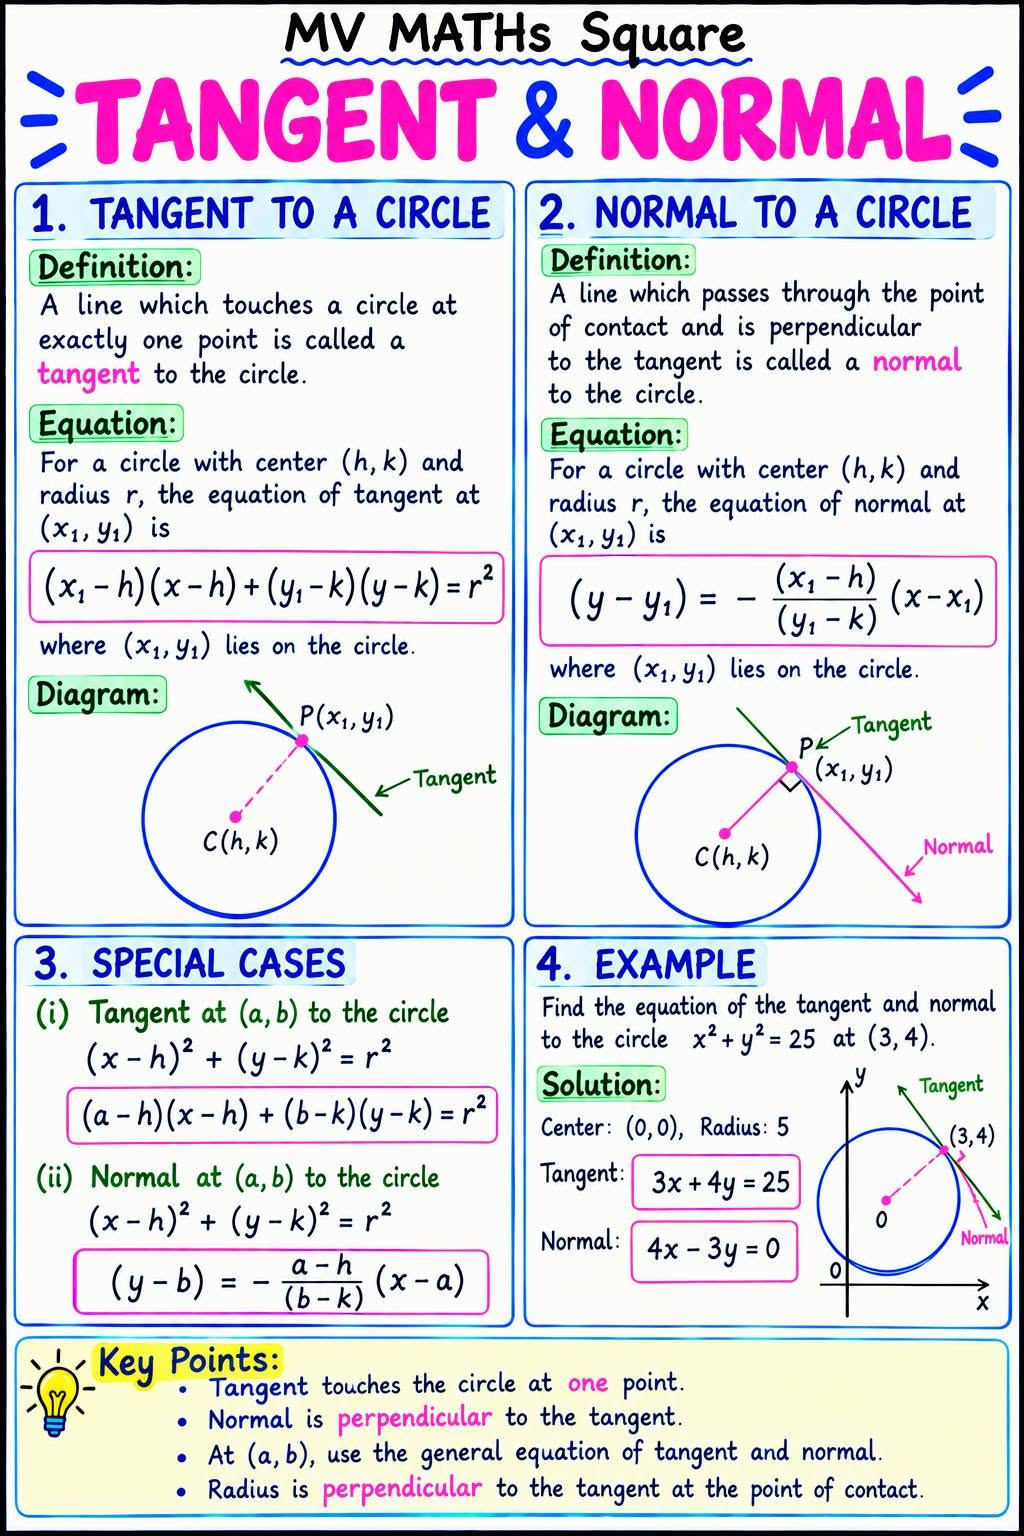 MV MATHs Square
TANGENT & NORMAL
1. TANGENT TO A CIRCLE
Definition:
A line which touches a circle at
exactly one point is called a
tangent to the circle.
Equation:
For a circle with center (h, k) and
radius r, the equation of tangent at
(x₁, y₁) is
(x₁ – h)(x – h) + (y₁ – k)(y – k) = r²
where (x₁, y₁) lies on the circle.
Diagram:
P(x₁, y₁)
Tangent
C(h, k)
2. NORMAL TO A CIRCLE
Definition:
A line which passes through the point
of contact and is perpendicular
to the tangent is called a normal
to the circle.
Equation:
For a circle with center (h, k) and
radius r, the equation of normal at
(x₁, y₁) is
(y – y₁) = – (x₁ – h)/(y₁ – k) (x – x₁)
where (x₁, y₁) lies on the circle.
Diagram:
Tangent
P
(x₁, y₁)
C(h, k)
Normal
3. SPECIAL CASES
(i) Tangent at (a, b) to the circle
(x – h)² + (y – k)² = r²
(a – h)(x – h) + (b – k)(y – k) = r²
(ii) Normal at (a, b) to the circle
(x – h)² + (y – k)² = r²
(y – b) = – a – h/(b – k) (x – a)
4. EXAMPLE
Find the equation of the tangent and normal
to the circle x² + y² = 25 at (3, 4).
Solution:
Center: (0, 0), Radius: 5
Tangent: 3x + 4y = 25
Normal: 4x – 3y = 0
y
Tangent
(3, 4)
O
Normal
O
x
Key Points:
• Tangent touches the circle at one point.
• Normal is perpendicular to the tangent.
• At (a, b), use the general equation of tangent and normal.
• Radius is perpendicular to the tangent at the point of contact.